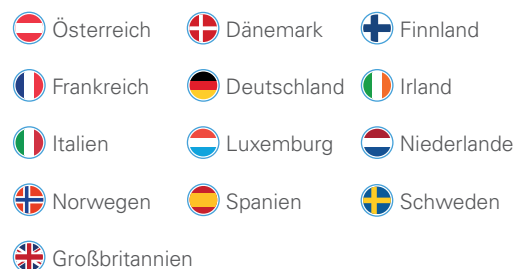 Österreich Dänemark Finnland
Frankreich Deutschland Irland
Italien Luxemburg Niederlande
Norwegen Spanien Schweden
Großbritannien